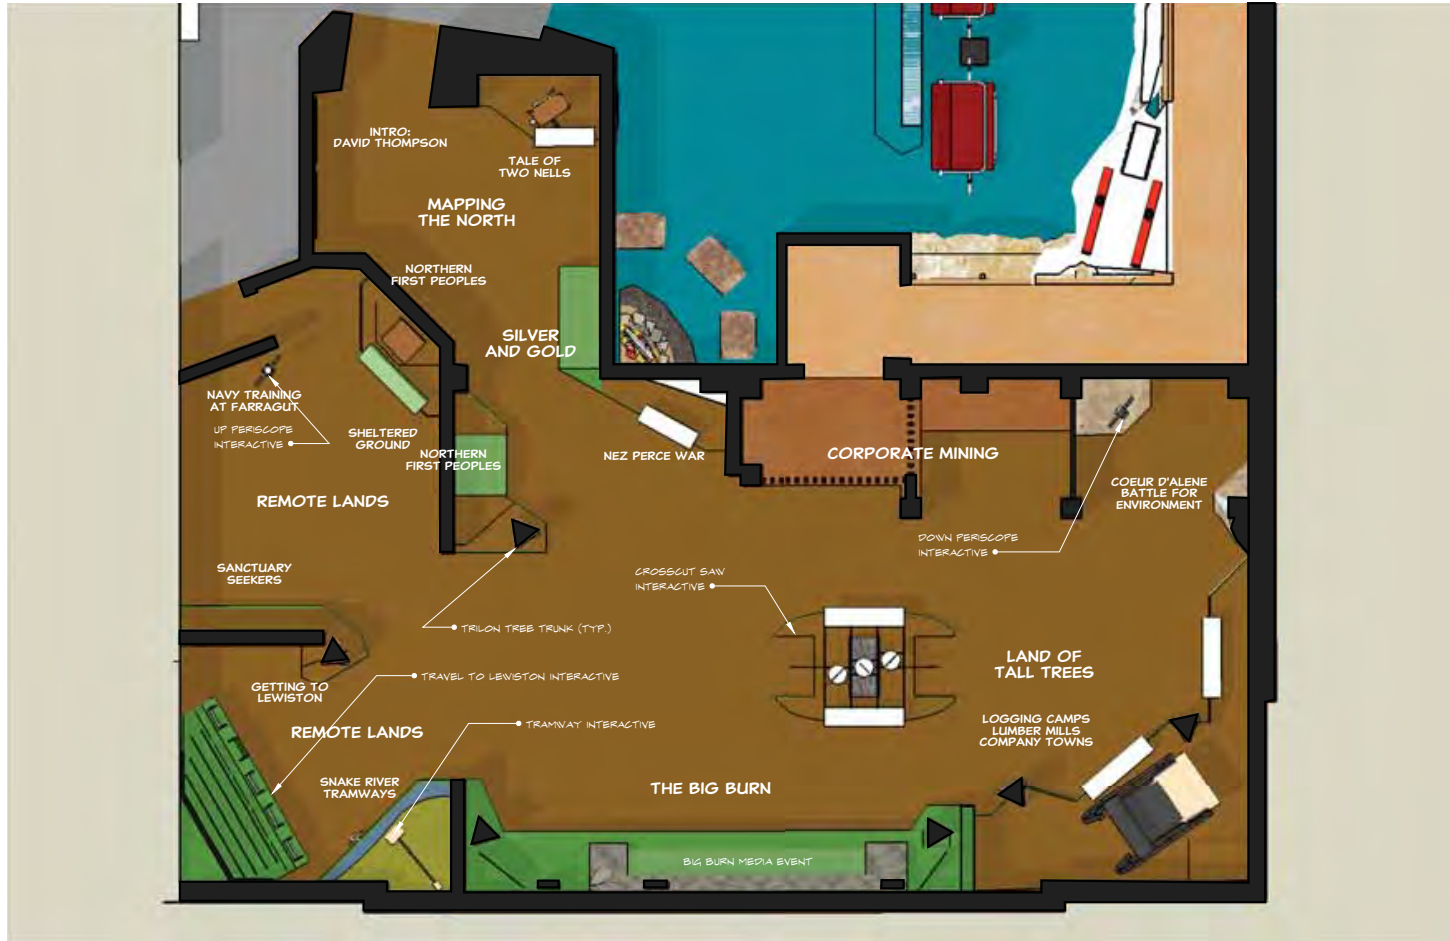 INTRO:
DAVID THOMPSON
TALE OF
TWO NELLS
MAPPING
THE NORTH
NORTHERN
FIRST PEOPLES
SILVER
AND GOLD
NAVY TRAINING
AT FARRAGUT
UP PERISCOPE
INTERACTIVE
SHELTERED
GROUND
NORTHERN
FIRST PEOPLES
NEZ PERCE WAR
CORPORATE MINING
COEUR D'ALENE
BATTLE FOR
ENVIRONMENT
REMOTE LANDS
DOWN PERISCOPE
INTERACTIVE
SANCTUARY
SEEKERS
CROSSCUT SAW
INTERACTIVE
TRILON TREE TRUNK (TYP.)
LAND OF
TALL TREES
TRAVEL TO LEWISTON INTERACTIVE
GETTING TO
LEWISTON
REMOTE LANDS
TRAMWAY INTERACTIVE
LOGGING CAMPS
LUMBER MILLS
COMPANY TOWNS
SNAKE RIVER
TRAMWAYS
THE BIG BURN
BIG BURN MEDIA EVENT